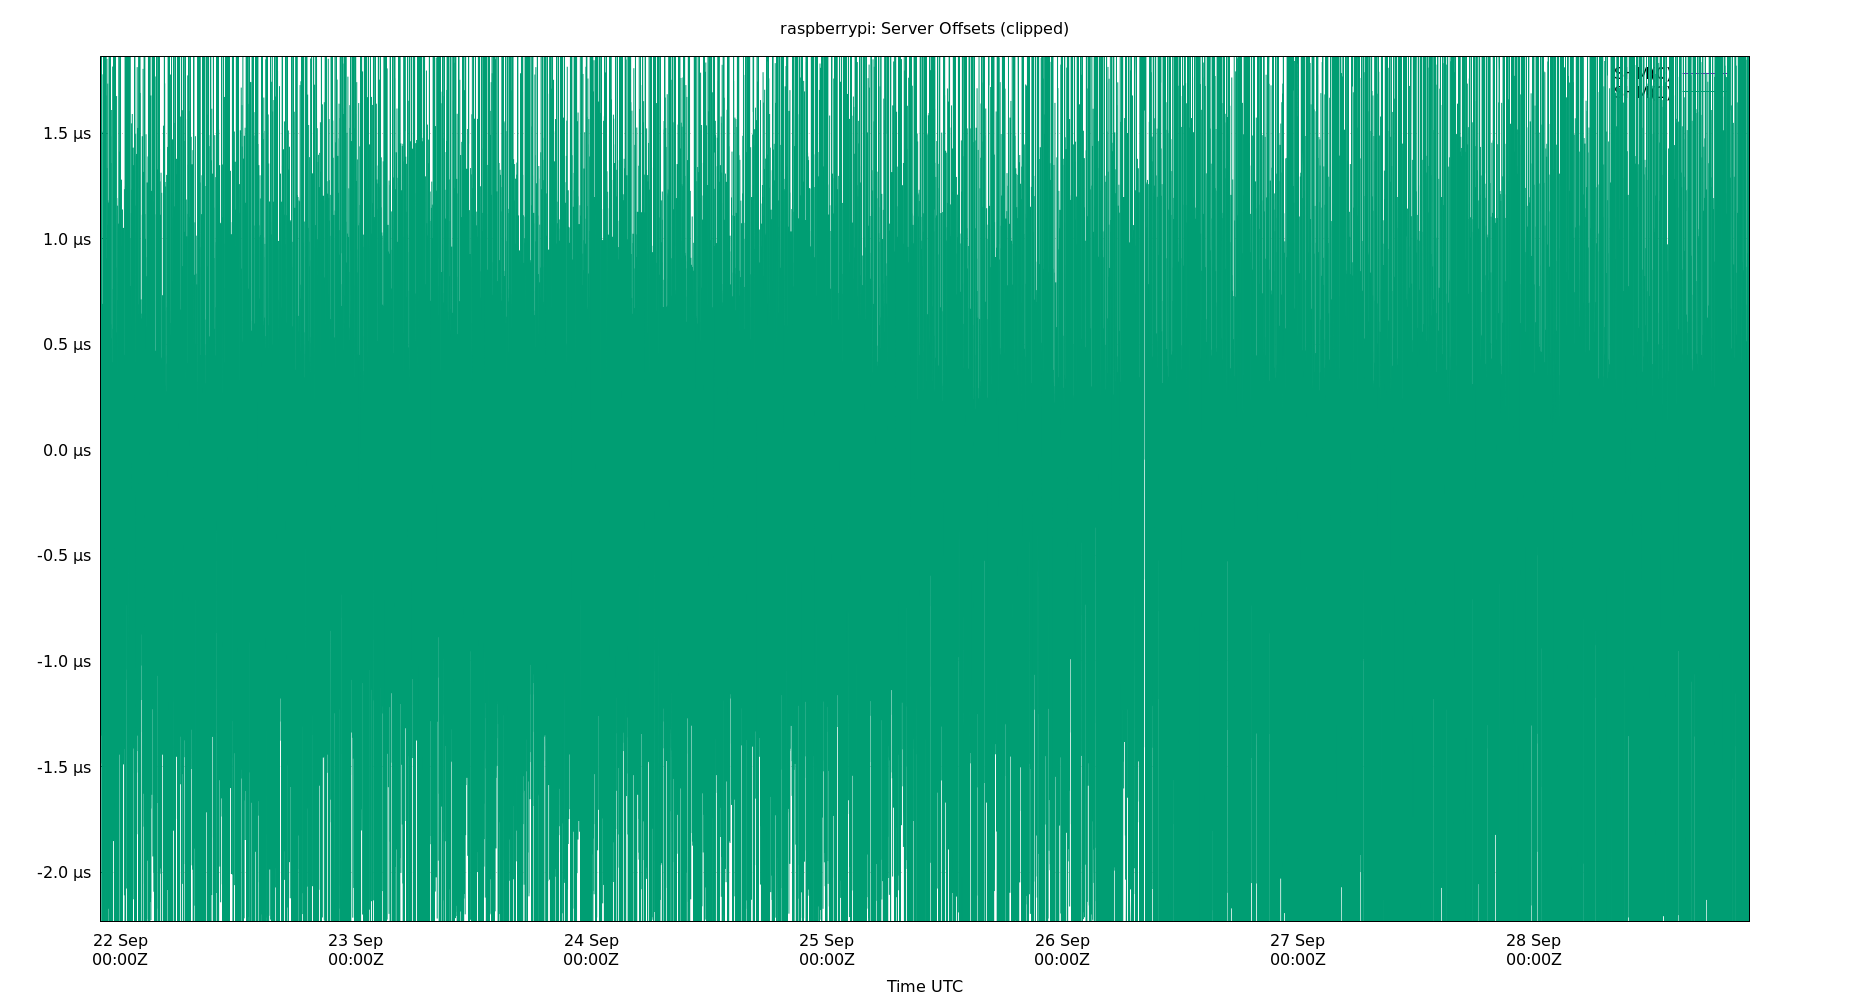 raspberrypi: Server Offsets (clipped)
1.5 µs
1.0 µs
0.5 µs
0.0 µs
-0.5 µs
-1.0 µs
-1.5 µs
-2.0 µs
22 Sep 23 Sep 24 Sep 25 Sep 26 Sep 27 Sep 28 Sep
00:00Z 00:00Z 00:00Z 00:00Z 00:00Z 00:00Z 00:00Z
Time UTC